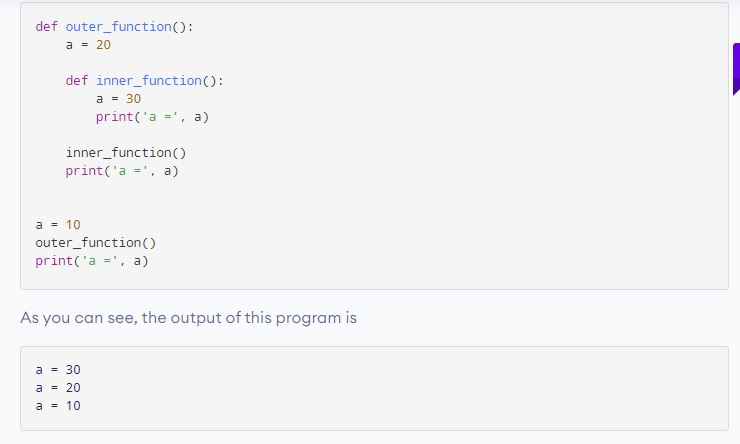 def outer_function():
    a = 20

    def inner_function():
        a = 30
        print('a =', a)

    inner_function()
    print('a =', a)


a = 10
outer_function()
print('a =', a)
As you can see, the output of this program is
a = 30
a = 20
a = 10